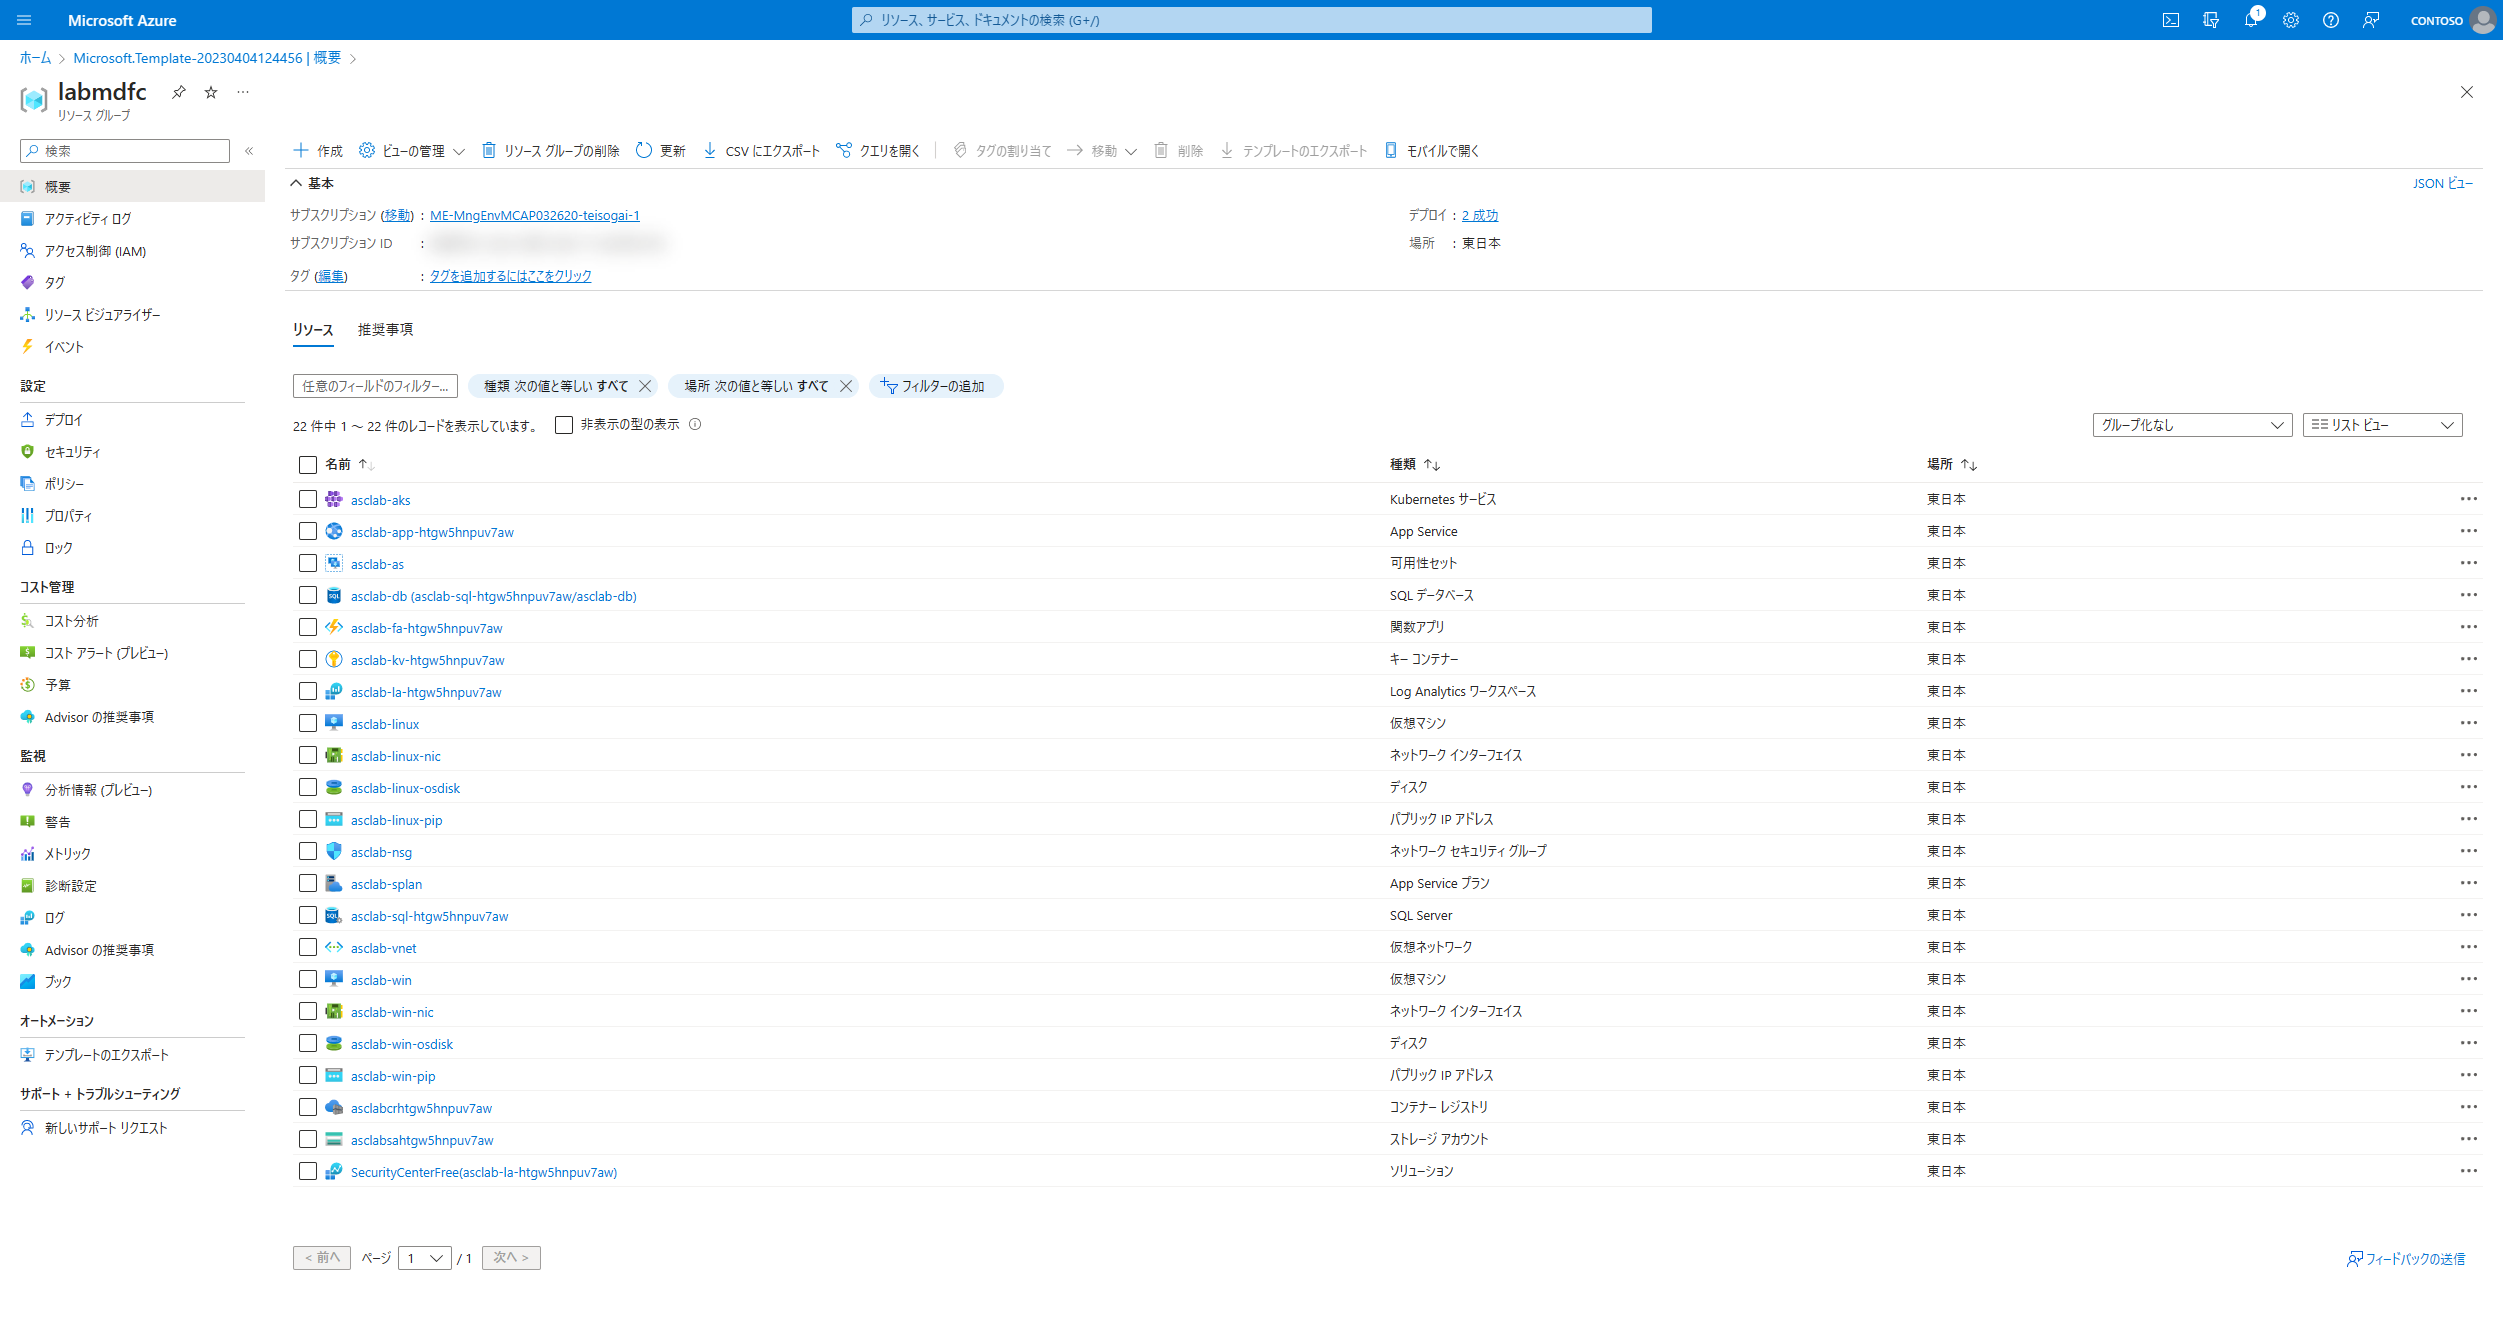 Microsoft Azure
リソース、サービス、ドキュメントの検索 (G+/)
1
CONTOSO
ホーム > Microsoft.Template-20230404124456 | 概要 >
labmdfc
リソース グループ
検索
«
概要
アクティビティ ログ
アクセス制御 (IAM)
タグ
リソース ビジュアライザー
イベント
設定
デプロイ
セキュリティ
ポリシー
プロパティ
ロック
コスト管理
コスト分析
コスト アラート (プレビュー)
予算
Advisor の推奨事項
監視
分析情報 (プレビュー)
警告
メトリック
診断設定
ログ
Advisor の推奨事項
ブック
オートメーション
テンプレートのエクスポート
サポート + トラブルシューティング
新しいサポート リクエスト
作成 ビューの管理 リソース グループの削除 更新 CSV にエクスポート クエリを開く タグの割り当て 移動 削除 テンプレートのエクスポート モバイルで開く
基本
JSON ビュー
サブスクリプション (移動) : ME-MngEnvMCAP032620-teisogai-1
デプロイ : 2 成功
サブスクリプション ID :
場所 : 東日本
タグ (編集) : タグを追加するにはここをクリック
リソース 推奨事項
任意のフィールドのフィルター... 種類 次の値と等しい すべて 場所 次の値と等しい すべて フィルターの追加
22 件中 1 ～ 22 件のレコードを表示しています。 非表示の型の表示
グループ化なし リスト ビュー
名前 ↑↓ 種類 ↑↓ 場所 ↑↓
asclab-aks Kubernetes サービス 東日本
asclab-app-htgw5hnpuv7aw App Service 東日本
asclab-as 可用性セット 東日本
asclab-db (asclab-sql-htgw5hnpuv7aw/asclab-db) SQL データベース 東日本
asclab-fa-htgw5hnpuv7aw 関数アプリ 東日本
asclab-kv-htgw5hnpuv7aw キー コンテナー 東日本
asclab-la-htgw5hnpuv7aw Log Analytics ワークスペース 東日本
asclab-linux 仮想マシン 東日本
asclab-linux-nic ネットワーク インターフェイス 東日本
asclab-linux-osdisk ディスク 東日本
asclab-linux-pip パブリック IP アドレス 東日本
asclab-nsg ネットワーク セキュリティ グループ 東日本
asclab-splan App Service プラン 東日本
asclab-sql-htgw5hnpuv7aw SQL Server 東日本
asclab-vnet 仮想ネットワーク 東日本
asclab-win 仮想マシン 東日本
asclab-win-nic ネットワーク インターフェイス 東日本
asclab-win-osdisk ディスク 東日本
asclab-win-pip パブリック IP アドレス 東日本
asclabcrhtgw5hnpuv7aw コンテナー レジストリ 東日本
asclabsahtgw5hnpuv7aw ストレージ アカウント 東日本
SecurityCenterFree(asclab-la-htgw5hnpuv7aw) ソリューション 東日本
< 前へ ページ 1 / 1 次へ >
フィードバックの送信